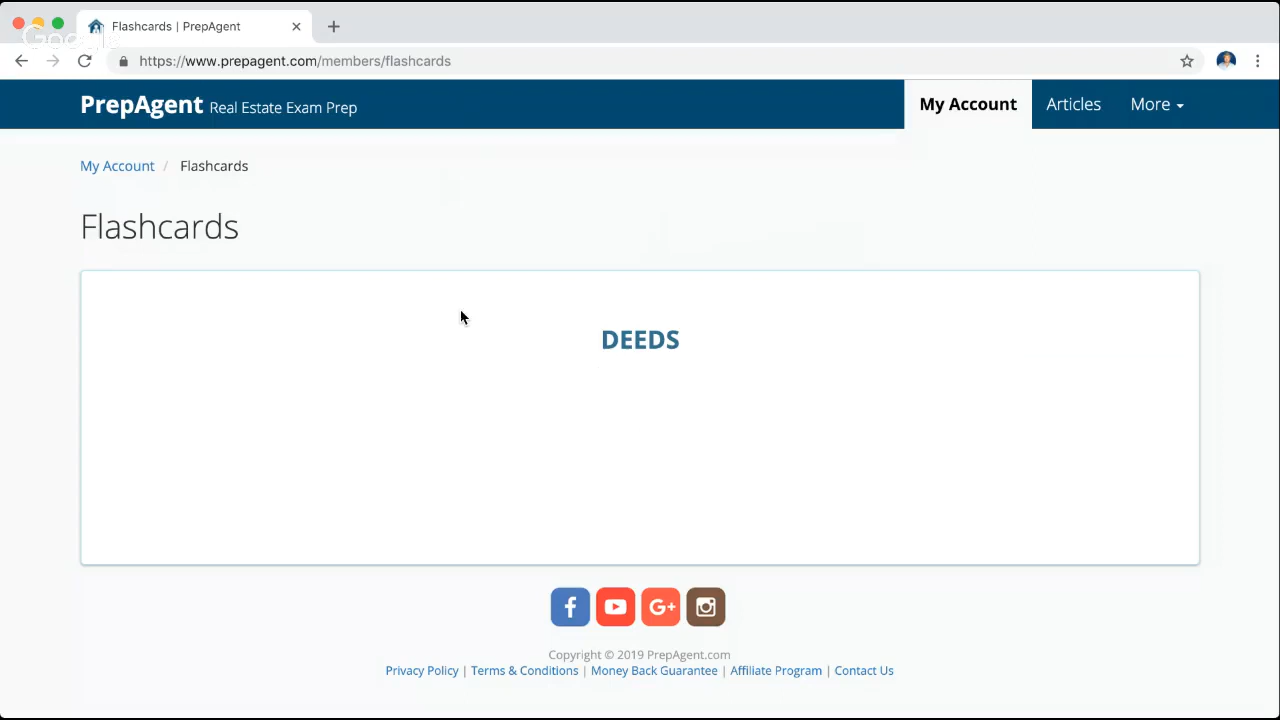 Flashcards | PrepAgent
Google
https://www.prepagent.com/members/flashcards
PrepAgent Real Estate Exam Prep
My Account
Articles
More
My Account / Flashcards
Flashcards
DEEDS
f
G+
Copyright © 2019 PrepAgent.com
Privacy Policy | Terms & Conditions | Money Back Guarantee | Affiliate Program | Contact Us